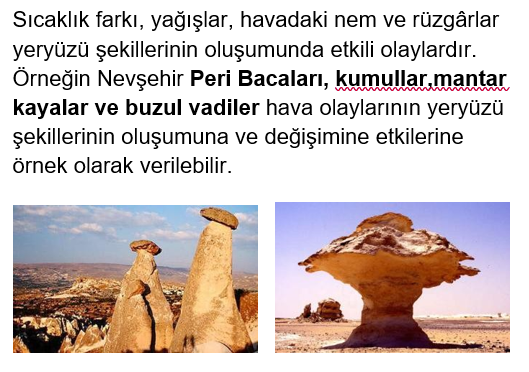 Sıcaklık farkı, yağışlar, havadaki nem ve rüzgârlar
yeryüzü şekillerinin oluşumunda etkili olaylardır.
Örneğin Nevşehir Peri Bacaları, kumullar,mantar
kayalar ve buzul vadiler hava olaylarının yeryüzü
şekillerinin oluşumuna ve değişimine etkilerine
örnek olarak verilebilir.